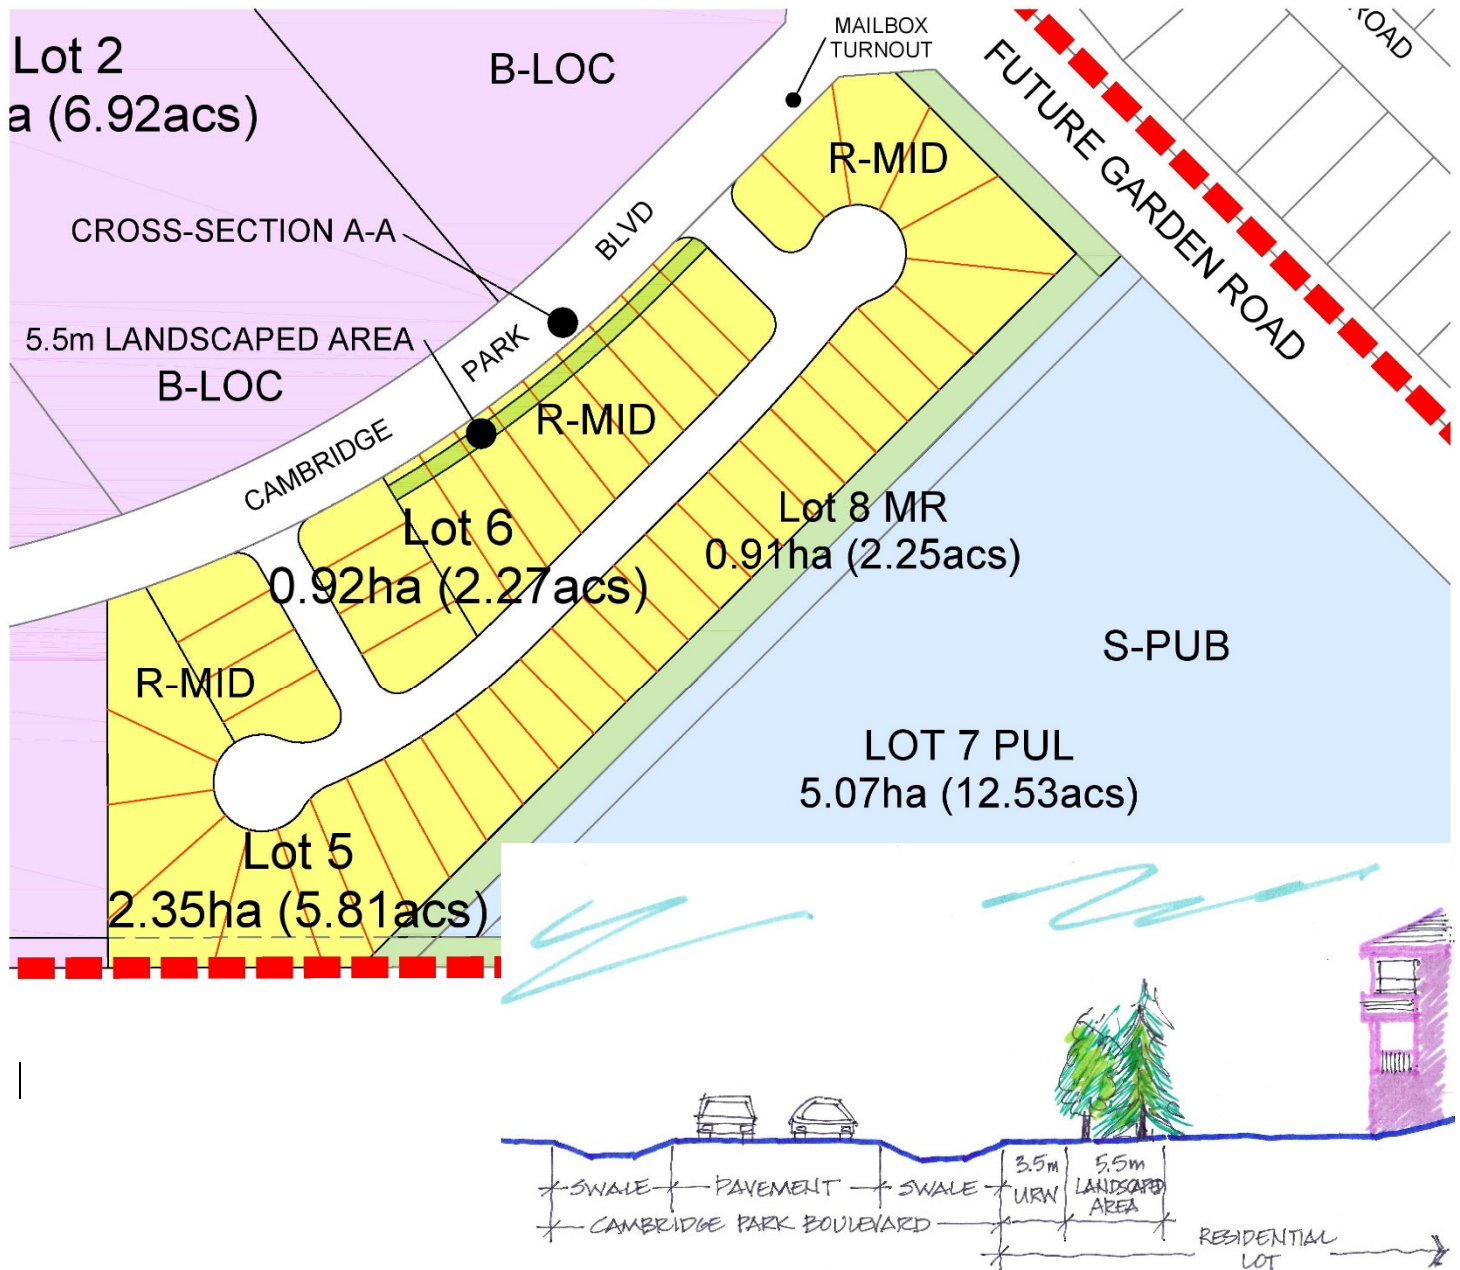 Lot 2
a (6.92acs)
B-LOC
MAILBOX
TURNOUT
ROAD
FUTURE GARDEN ROAD
R-MID
CROSS-SECTION A-A
BLVD
5.5m LANDSCAPED AREA
PARK
B-LOC
R-MID
CAMBRIDGE
Lot 6
0.92ha (2.27acs)
Lot 8 MR
0.91ha (2.25acs)
S-PUB
R-MID
LOT 7 PUL
5.07ha (12.53acs)
Lot 5
2.35ha (5.81acs)
SWALE
PAVEMENT
SWALE
3.5m
URW
5.5m
LANDSCAPED
AREA
CAMBRIDGE PARK BOULEVARD
RESIDENTIAL
LOT